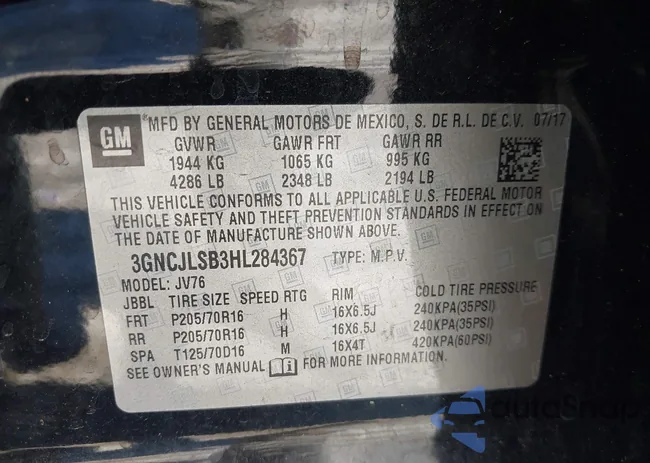 GM MFD BY GENERAL MOTORS DE MEXICO, S. DE R.L. DE C.V. 07/17
GVWR GAWR FRT GAWR RR
1944 KG 1065 KG 995 KG
4286 LB 2348 LB 2194 LB
THIS VEHICLE CONFORMS TO ALL APPLICABLE U.S. FEDERAL MOTOR
VEHICLE SAFETY AND THEFT PREVENTION STANDARDS IN EFFECT ON
THE DATE OF MANUFACTURE SHOWN ABOVE.
3GNCJLSB3HL284367 TYPE: M.P.V.
MODEL: JV76
JBBL TIRE SIZE SPEED RTG RIM COLD TIRE PRESSURE
FRT P205/70R16 H 16X6.5J 240KPA(35PSI)
RR P205/70R16 H 16X6.5J 240KPA(35PSI)
SPA T125/70D16 M 16X4T 420KPA(60PSI)
SEE OWNER'S MANUAL FOR MORE INFORMATION.
autoSnap